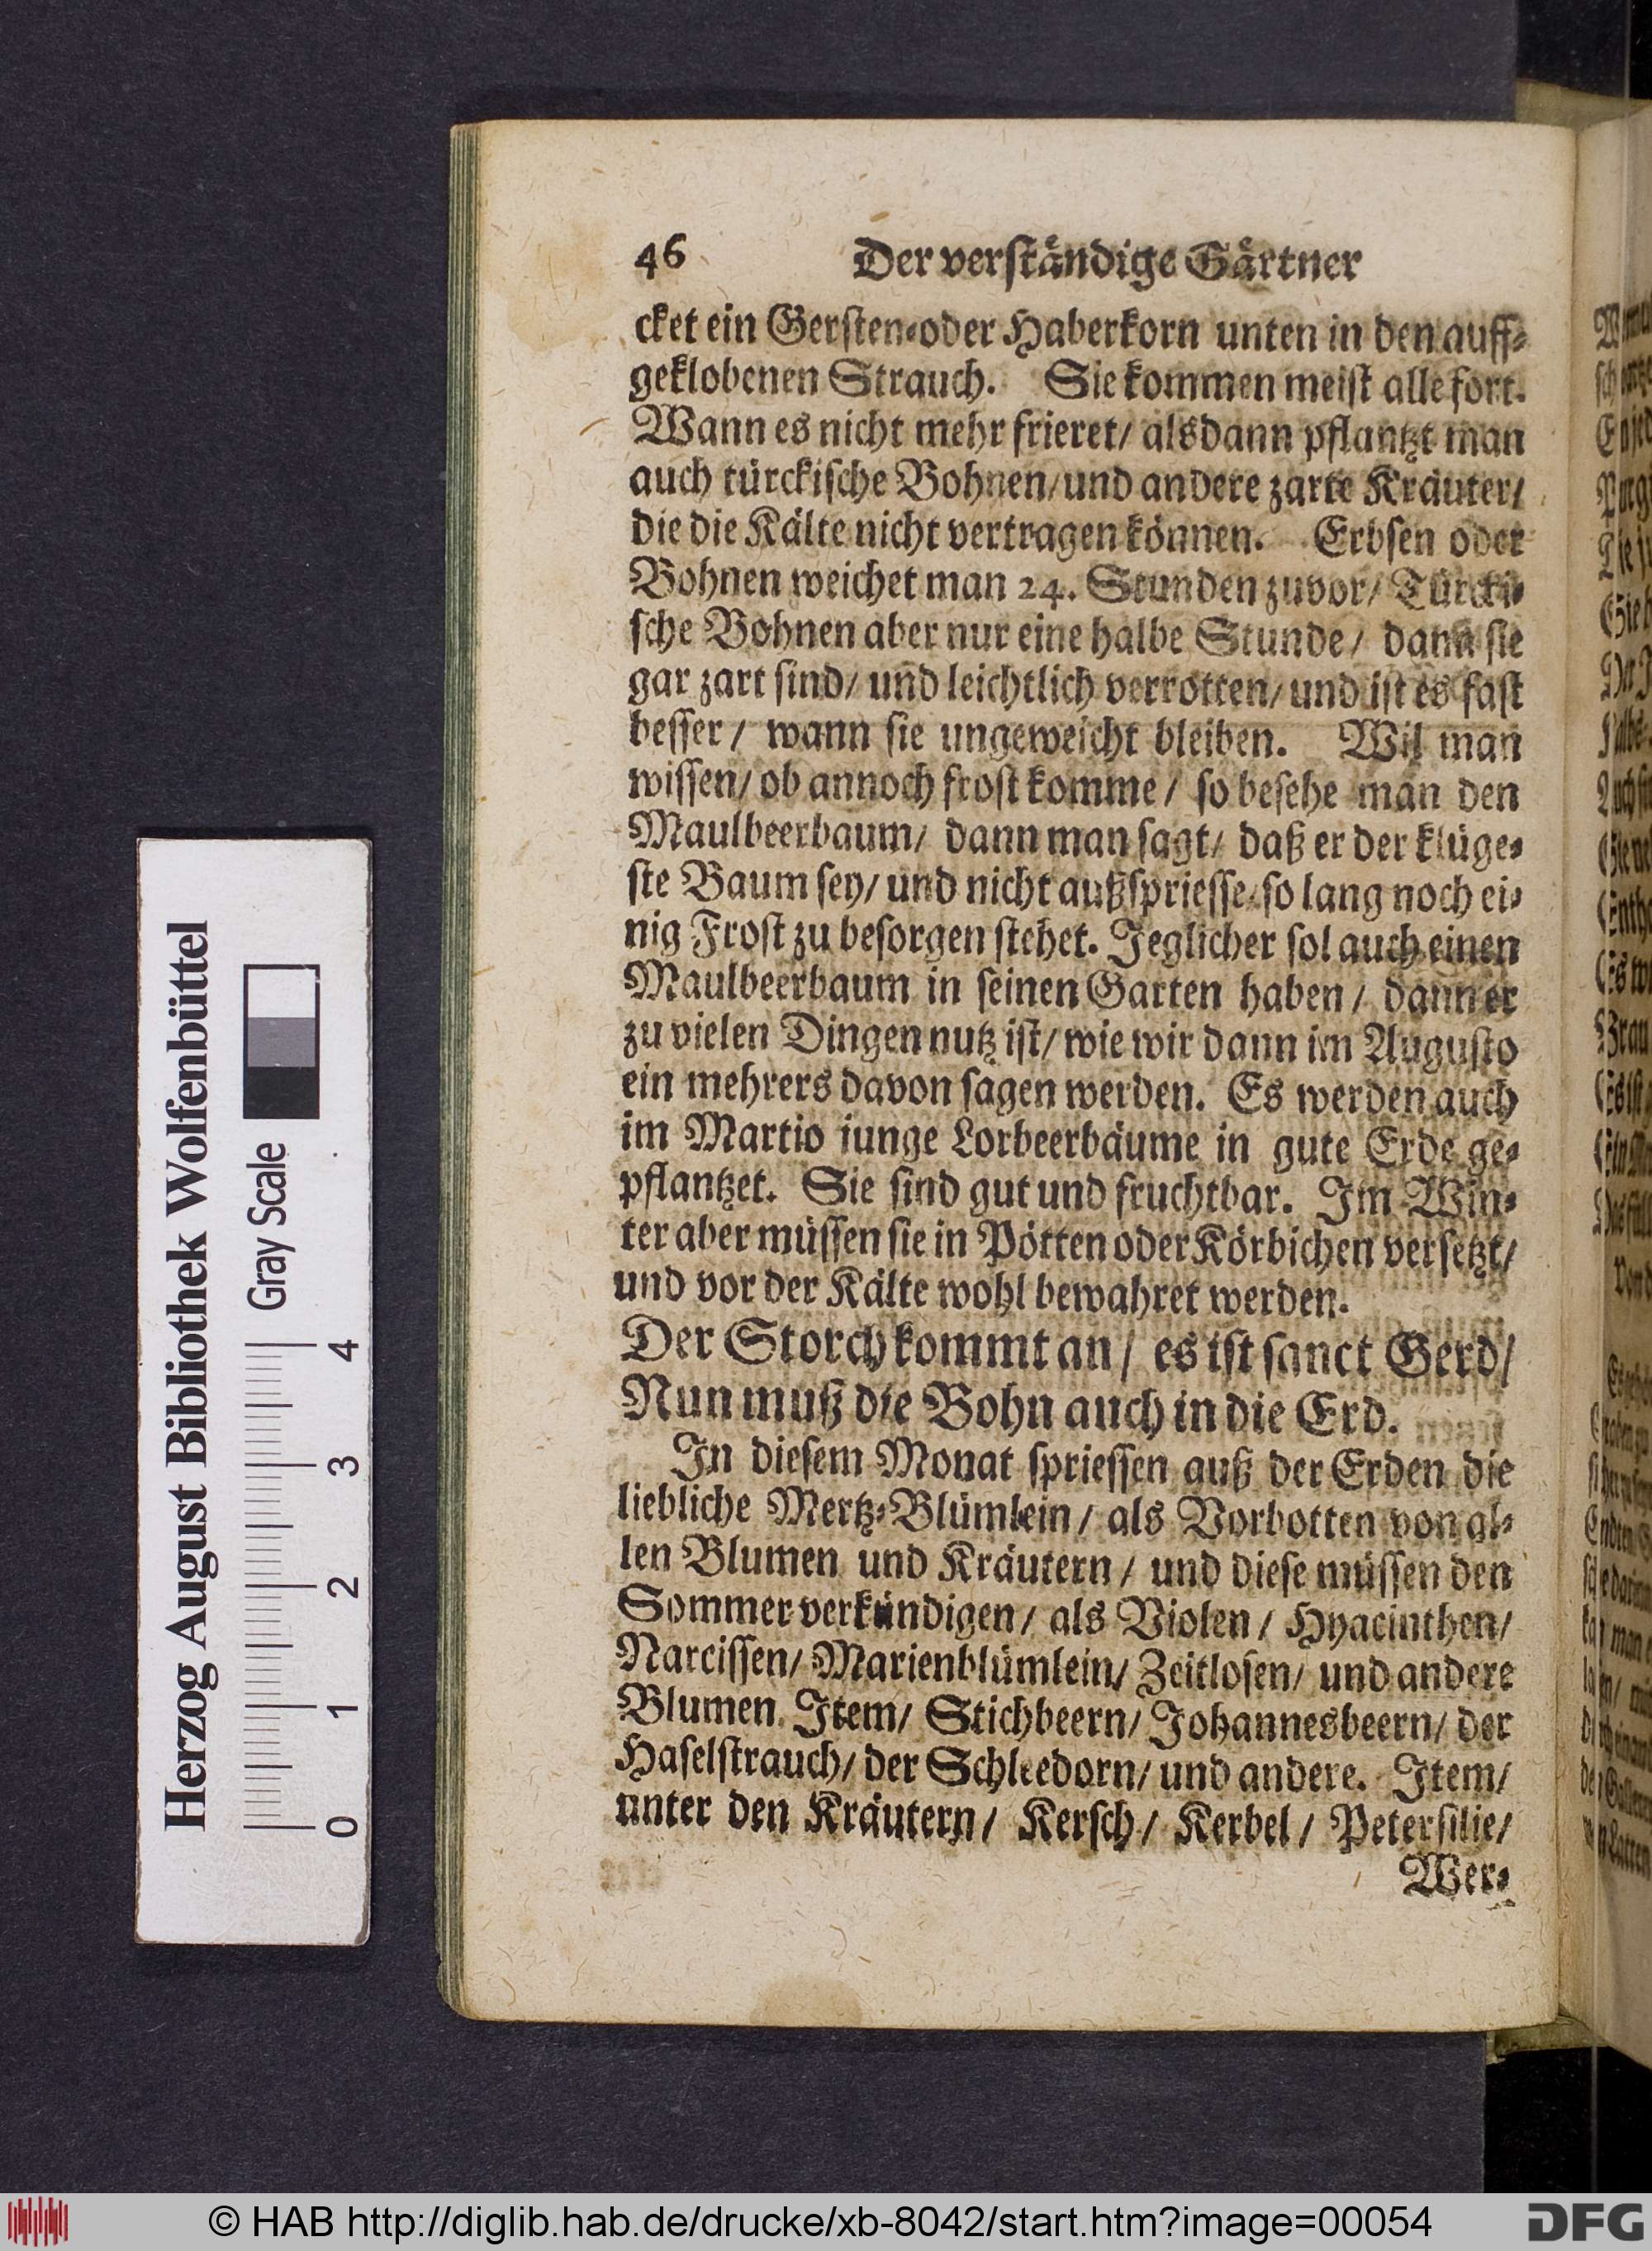 46 Der verständige Gärtner
cket ein Gersten-oder Haberkorn unten in den auff-
geklobenen Strauch. Sie kommen meist alle fort.
Wann es nicht mehr frieret/ alsdann pflantzt man
auch türckische Bohnen/und andere zarte Kräuter/
die die Kälte nicht vertragen können. Erbsen oder
Bohnen weichet man 24. Stunden zuvor/ Türcki-
sche Bohnen aber nur eine halbe Stunde/ dann sie
gar zart sind/ und leichtlich verrotten/und ist es fast
besser/ wann sie ungeweicht bleiben. Wil man
wissen/ ob annoch frost komme/ so besehe man den
Maulbeerbaum/ dann man sagt/ daß er der klüge-
ste Baum sey/ und nicht außspriesse/so lang noch ei-
nig Frost zu besorgen stehet. Jeglicher sol auch einen
Maulbeerbaum in seinen Garten haben/ dann er
zu vielen Dingen nutz ist/ wie wir dann im Augusto
ein mehrers davon sagen werden. Es werden auch
im Martio iunge Lorbeerbäume in gute Erde ge-
pflantzet. Sie sind gut und fruchtbar. Im Win-
ter aber müssen sie in Pötten oder Körbichen versetzt/
und vor der Kälte wohl bewahret werden.
Der Storch kommt an/ es ist sanct Gerd/
Nun muß die Bohn auch in die Erd.
In diesem Monat spriessen auß der Erden die
liebliche Mertz-Blümlein/ als Vorbotten von al-
len Blumen und Kräutern/ und diese müssen den
Sommer verkündigen/ als Violen/ Hyacinthen/
Narcissen/ Marienblümlein/ Zeitlosen/ und andere
Blumen. Item/ Stichbeern/ Johannesbeern/ der
Haselstrauch/ der Schleedorn/ und andere. Item/
unter den Kräutern/ Kersch/ Kerbel/ Petersilie/
Wer-
Herzog August Bibliothek Wolfenbüttel
Gray Scale
0 1 2 3 4
© HAB http://diglib.hab.de/drucke/xb-8042/start.htm?image=00054
DFG